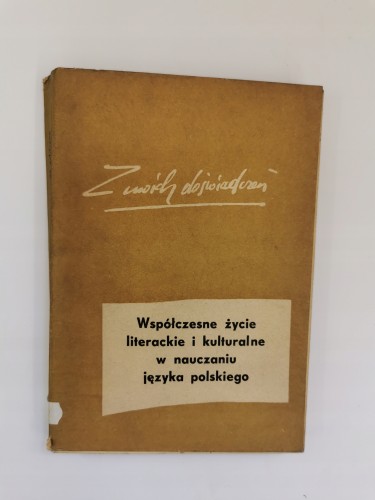 Z moich doświadczeń
Współczesne życie
literackie i kulturalne
w nauczaniu
języka polskiego